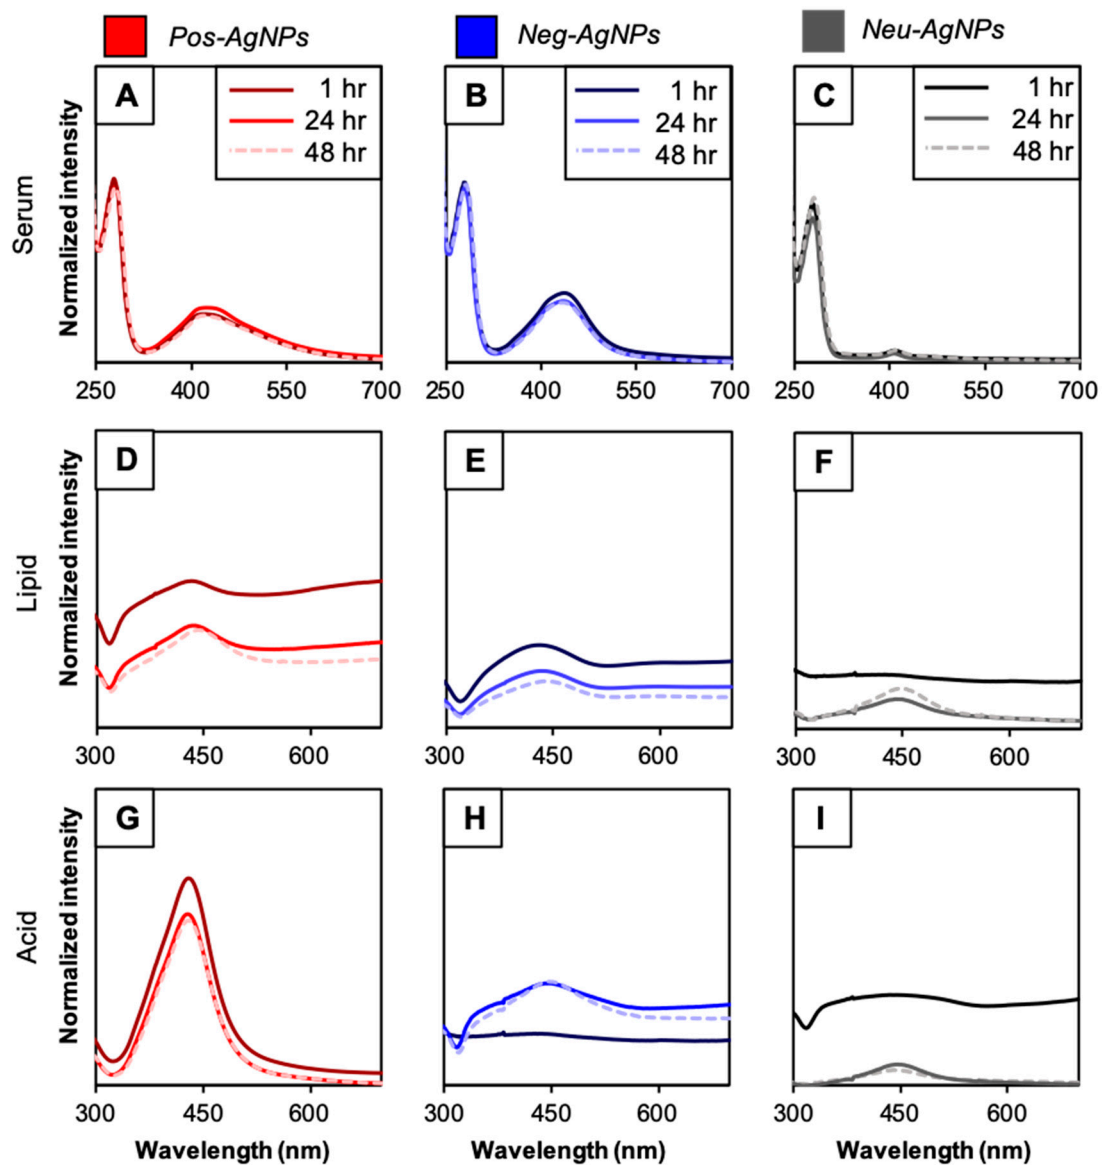 Pos-AgNPs
Neg-AgNPs
Neu-AgNPs
Serum
Normalized intensity
A
1 hr
24 hr
48 hr
250 400 550 700
B
1 hr
24 hr
48 hr
250 400 550 700
C
1 hr
24 hr
48 hr
250 400 550 700
Lipid
Normalized intensity
D
300 450 600
E
300 450 600
F
300 450 600
Acid
Normalized intensity
G
300 450 600
Wavelength (nm)
H
300 450 600
Wavelength (nm)
I
300 450 600
Wavelength (nm)